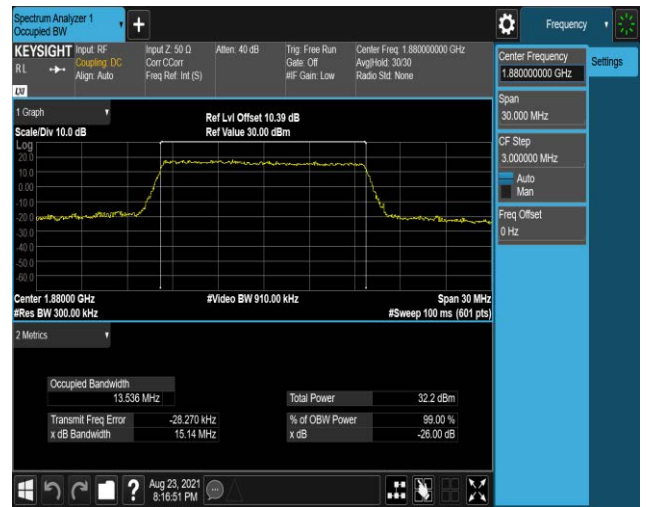 Spectrum Analyzer 1
Occupied BW
+
Frequency
KEYSIGHT
RL
LXI
Input: RF
Coupling: DC
Align: Auto
Input Z: 50 Ω
Corr CCorr
Freq Ref: Int (S)
Atten: 40 dB
Trig: Free Run
Gate: Off
#IF Gain: Low
Center Freq: 1.880000000 GHz
Avg|Hold: 30/30
Radio Std: None
Center Frequency
1.880000000 GHz
Settings
Span
30.000 MHz
CF Step
3.000000 MHz
Auto
Man
Freq Offset
0 Hz
1 Graph
Scale/Div 10.0 dB
Ref Lvl Offset 10.39 dB
Ref Value 30.00 dBm
Log
20.0
10.0
0.00
-10.0
-20.0
-30.0
-40.0
-50.0
-60.0
Center 1.88000 GHz
#Video BW 910.00 kHz
Span 30 MHz
#Res BW 300.00 kHz
#Sweep 100 ms (601 pts)
2 Metrics
Occupied Bandwidth
13.536 MHz
Total Power 32.2 dBm
Transmit Freq Error -28.270 kHz
% of OBW Power 99.00 %
x dB Bandwidth 15.14 MHz
x dB -26.00 dB
?
Aug 23, 2021
8:16:51 PM